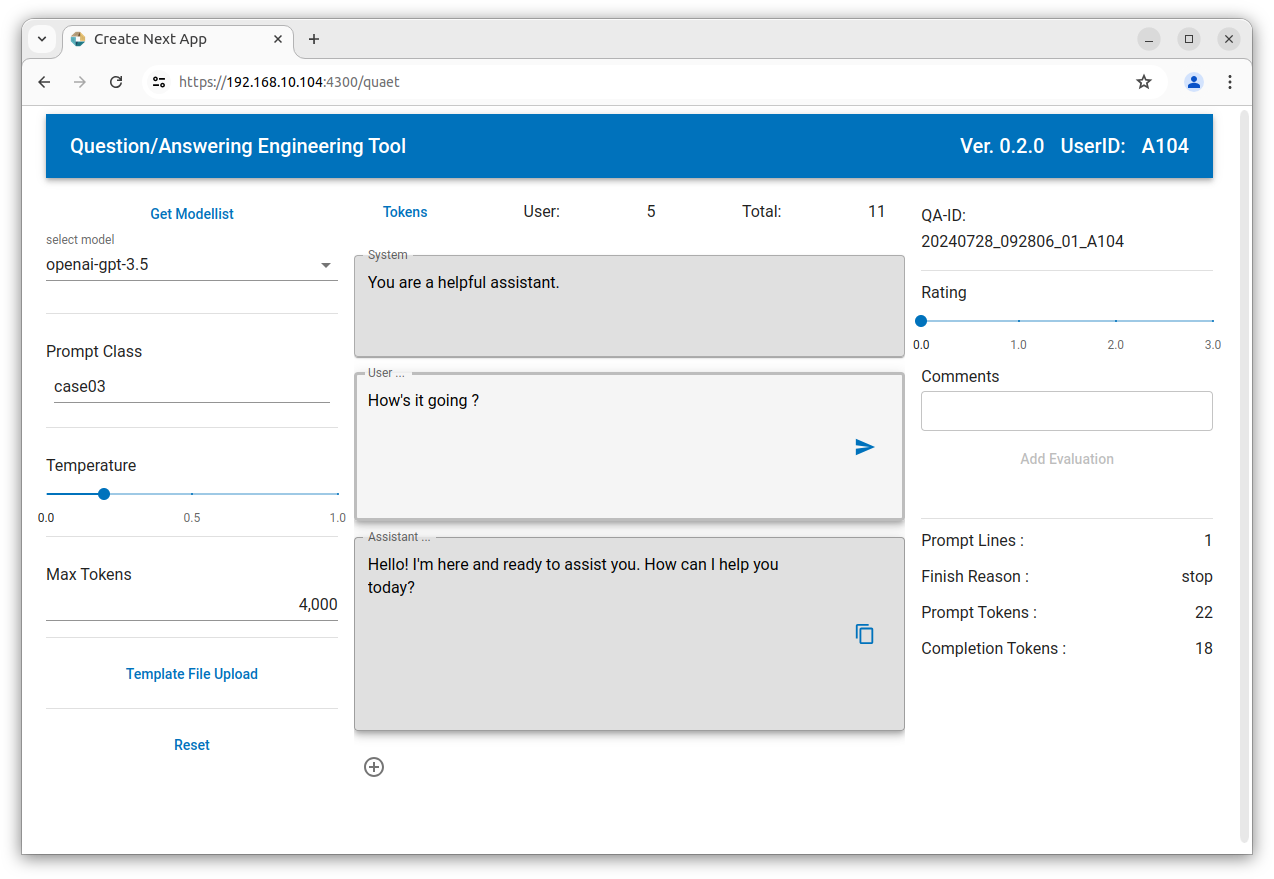 Create Next App
https://192.168.10.104:4300/quaet
Question/Answering Engineering Tool
Ver. 0.2.0 UserID: A104
Get Modellist
select model
openai-gpt-3.5
Prompt Class
case03
Temperature
0.0 0.5 1.0
Max Tokens
4,000
Template File Upload
Reset
Tokens User: 5 Total: 11
System
You are a helpful assistant.
User ...
How's it going ?
Assistant ...
Hello! I'm here and ready to assist you. How can I help you
today?
QA-ID:
20240728_092806_01_A104
Rating
0.0 1.0 2.0 3.0
Comments
Add Evaluation
Prompt Lines : 1
Finish Reason : stop
Prompt Tokens : 22
Completion Tokens : 18